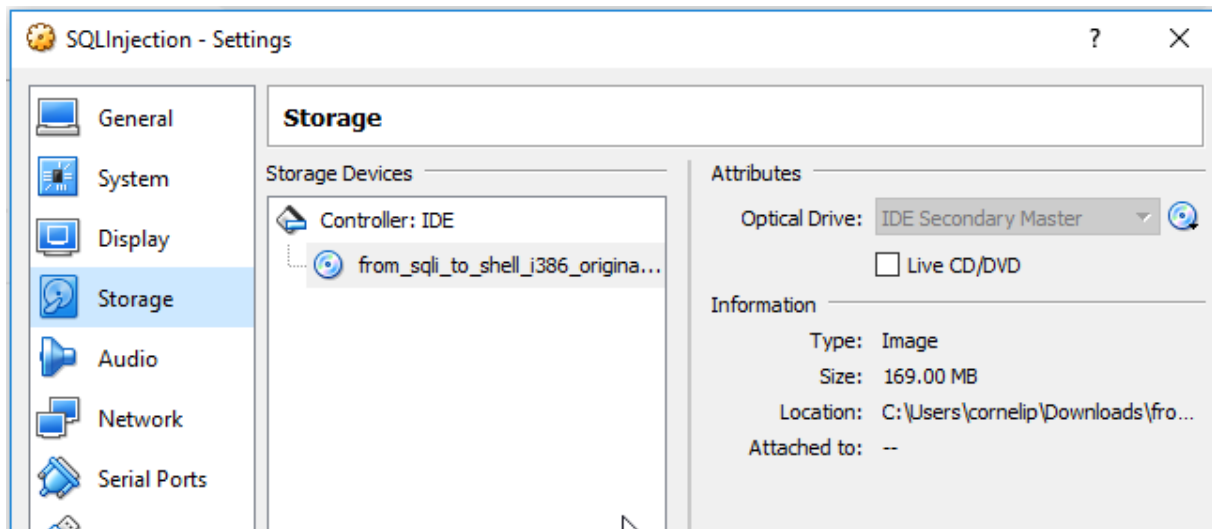 SQLInjection - Settings ?
General
System
Display
Storage
Audio
Network
Serial Ports
Storage
Storage Devices
Controller: IDE
from_sqli_to_shell_i386_origina...
Attributes
Optical Drive: IDE Secondary Master
Live CD/DVD
Information
Type: Image
Size: 169.00 MB
Location: C:\Users\cornelip\Downloads\fro...
Attached to: --